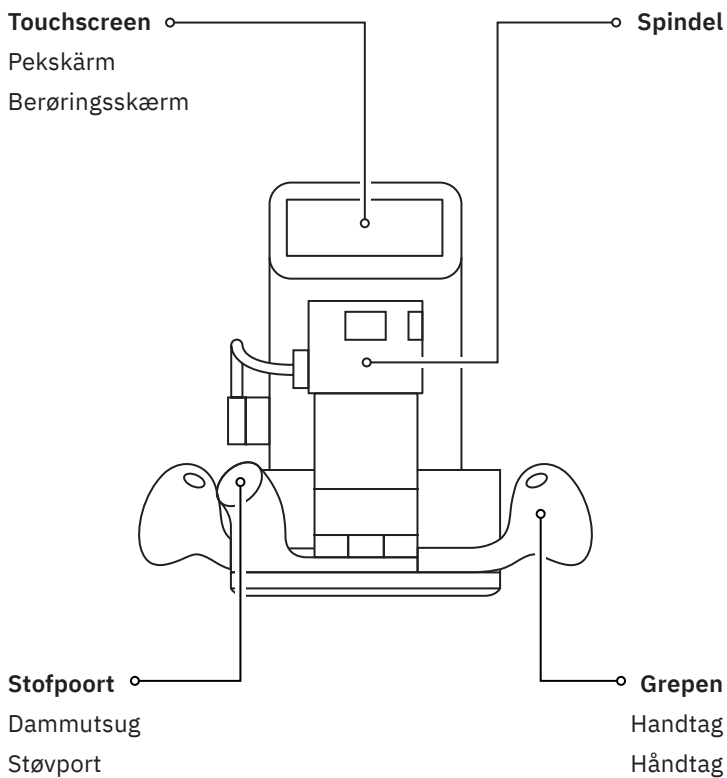 Touchscreen
Pekskärm
Berøringsskærm
Spindel
Stofpoort
Dammutsug
Støvport
Grepen
Handtag
Håndtag